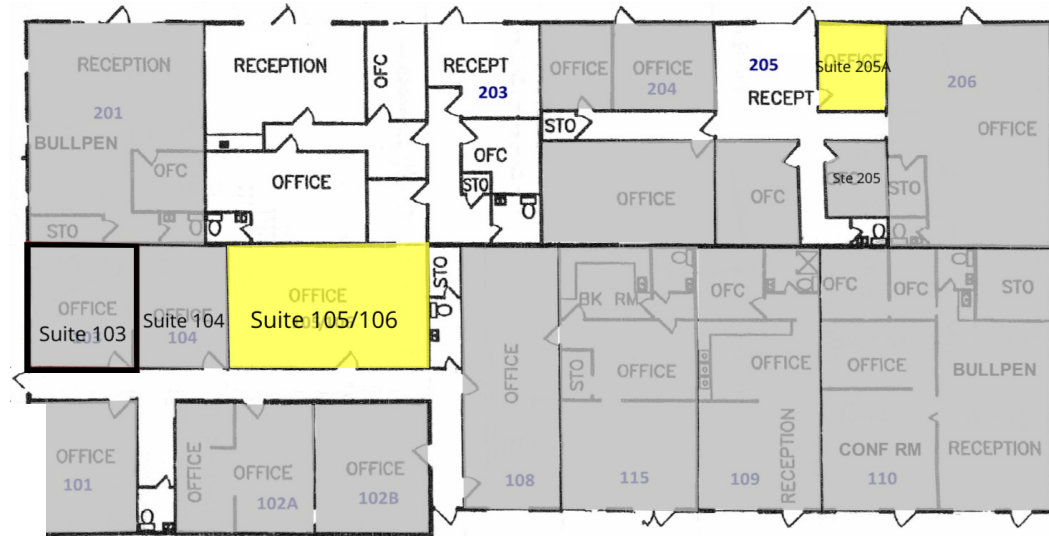 RECEPTION
201
BULLPEN
OFC
STO
RECEPTION
OFC
OFFICE
RECEPT
203
OFC
STO
OFFICE
OFFICE
204
STO
OFFICE
205
RECEPT
OFC
OFFICE
Suite 205A
Ste 205
206
OFFICE
STO
OFFICE
Suite 103
Suite 104
104
OFFICE
Suite 105/106
STO
OFFICE
108
BK RM
STO
OFFICE
115
OFC
OFFICE
RECEPTION
109
OFC
OFC
STO
OFFICE
BULLPEN
CONF RM
110
RECEPTION
OFFICE
101
OFFICE
OFFICE
102A
OFFICE
102B